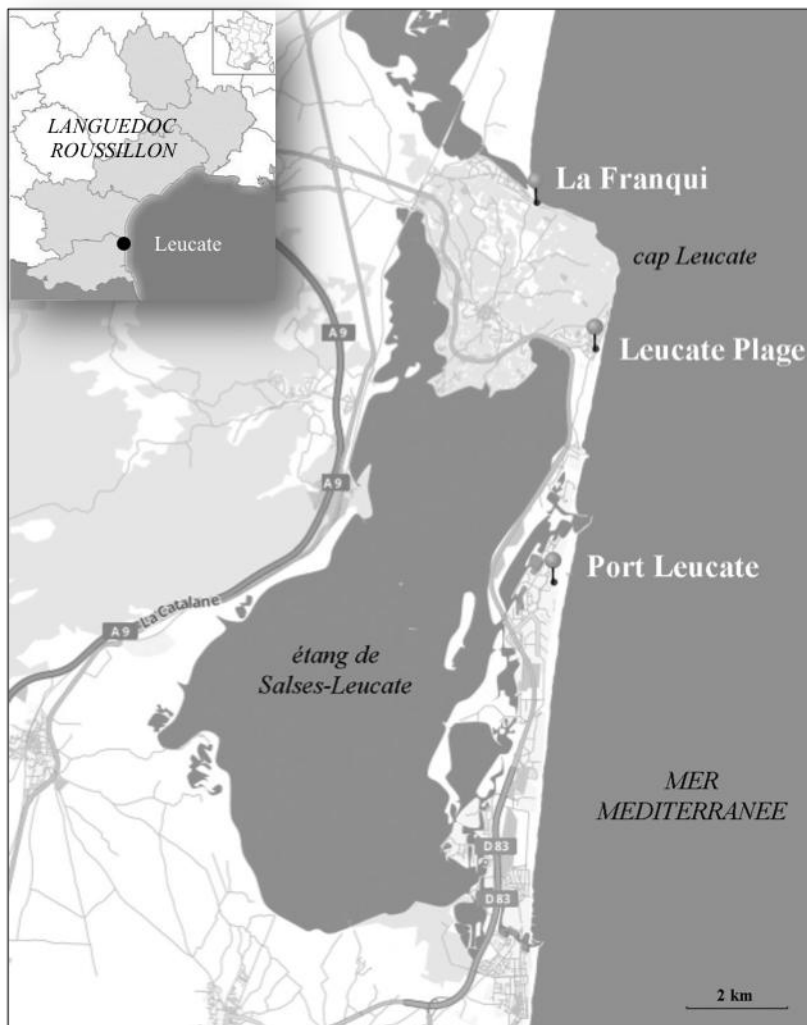 LANGUEDOC
ROUSSILLON
Leucate
La Franqui
cap Leucate
A 9
Leucate Plage
A 9
Port Leucate
La Catalane
A 9
étang de
Salses-Leucate
MER
MEDITERRANEE
D 83
D 83
2 km